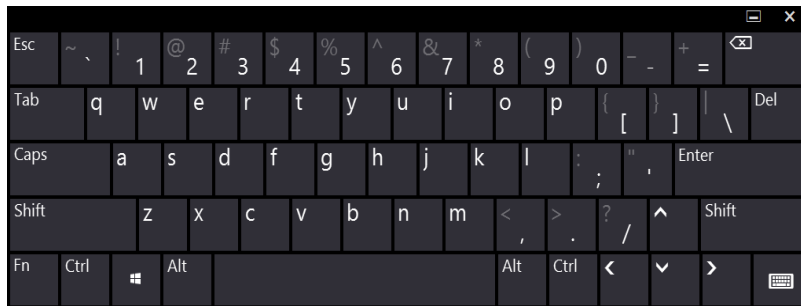 Esc ~ ` ! 1 @ 2 # 3 $ 4 % 5 ^ 6 & 7 * 8 ( 9 ) 0 _ - + =
Tab q w e r t y u i o p { [ } ] | \ Del
Caps a s d f g h j k l : ; " ' Enter
Shift z x c v b n m < , > . ? / Shift
Fn Ctrl Alt Alt Ctrl